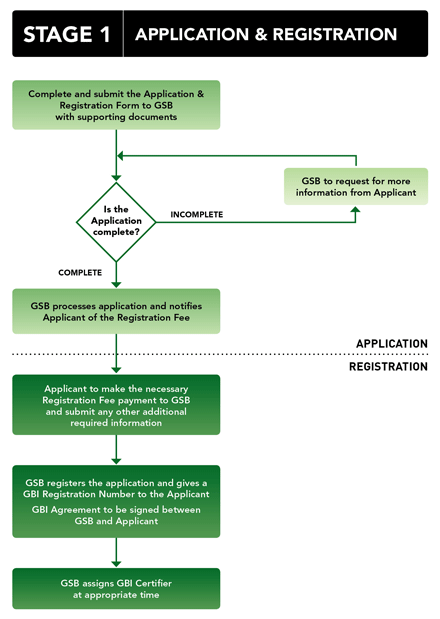 STAGE 1 APPLICATION & REGISTRATION
Complete and submit the Application &
Registration Form to GSB
with supporting documents
GSB to request for more
information from Applicant
Is the
Application
complete?
INCOMPLETE
COMPLETE
GSB processes application and notifies
Applicant of the Registration Fee
APPLICATION
REGISTRATION
Applicant to make the necessary
Registration Fee payment to GSB
and submit any other additional
required information
GSB registers the application and gives a
GBI Registration Number to the Applicant
GBI Agreement to be signed between
GSB and Applicant
GSB assigns GBI Certifier
at appropriate time